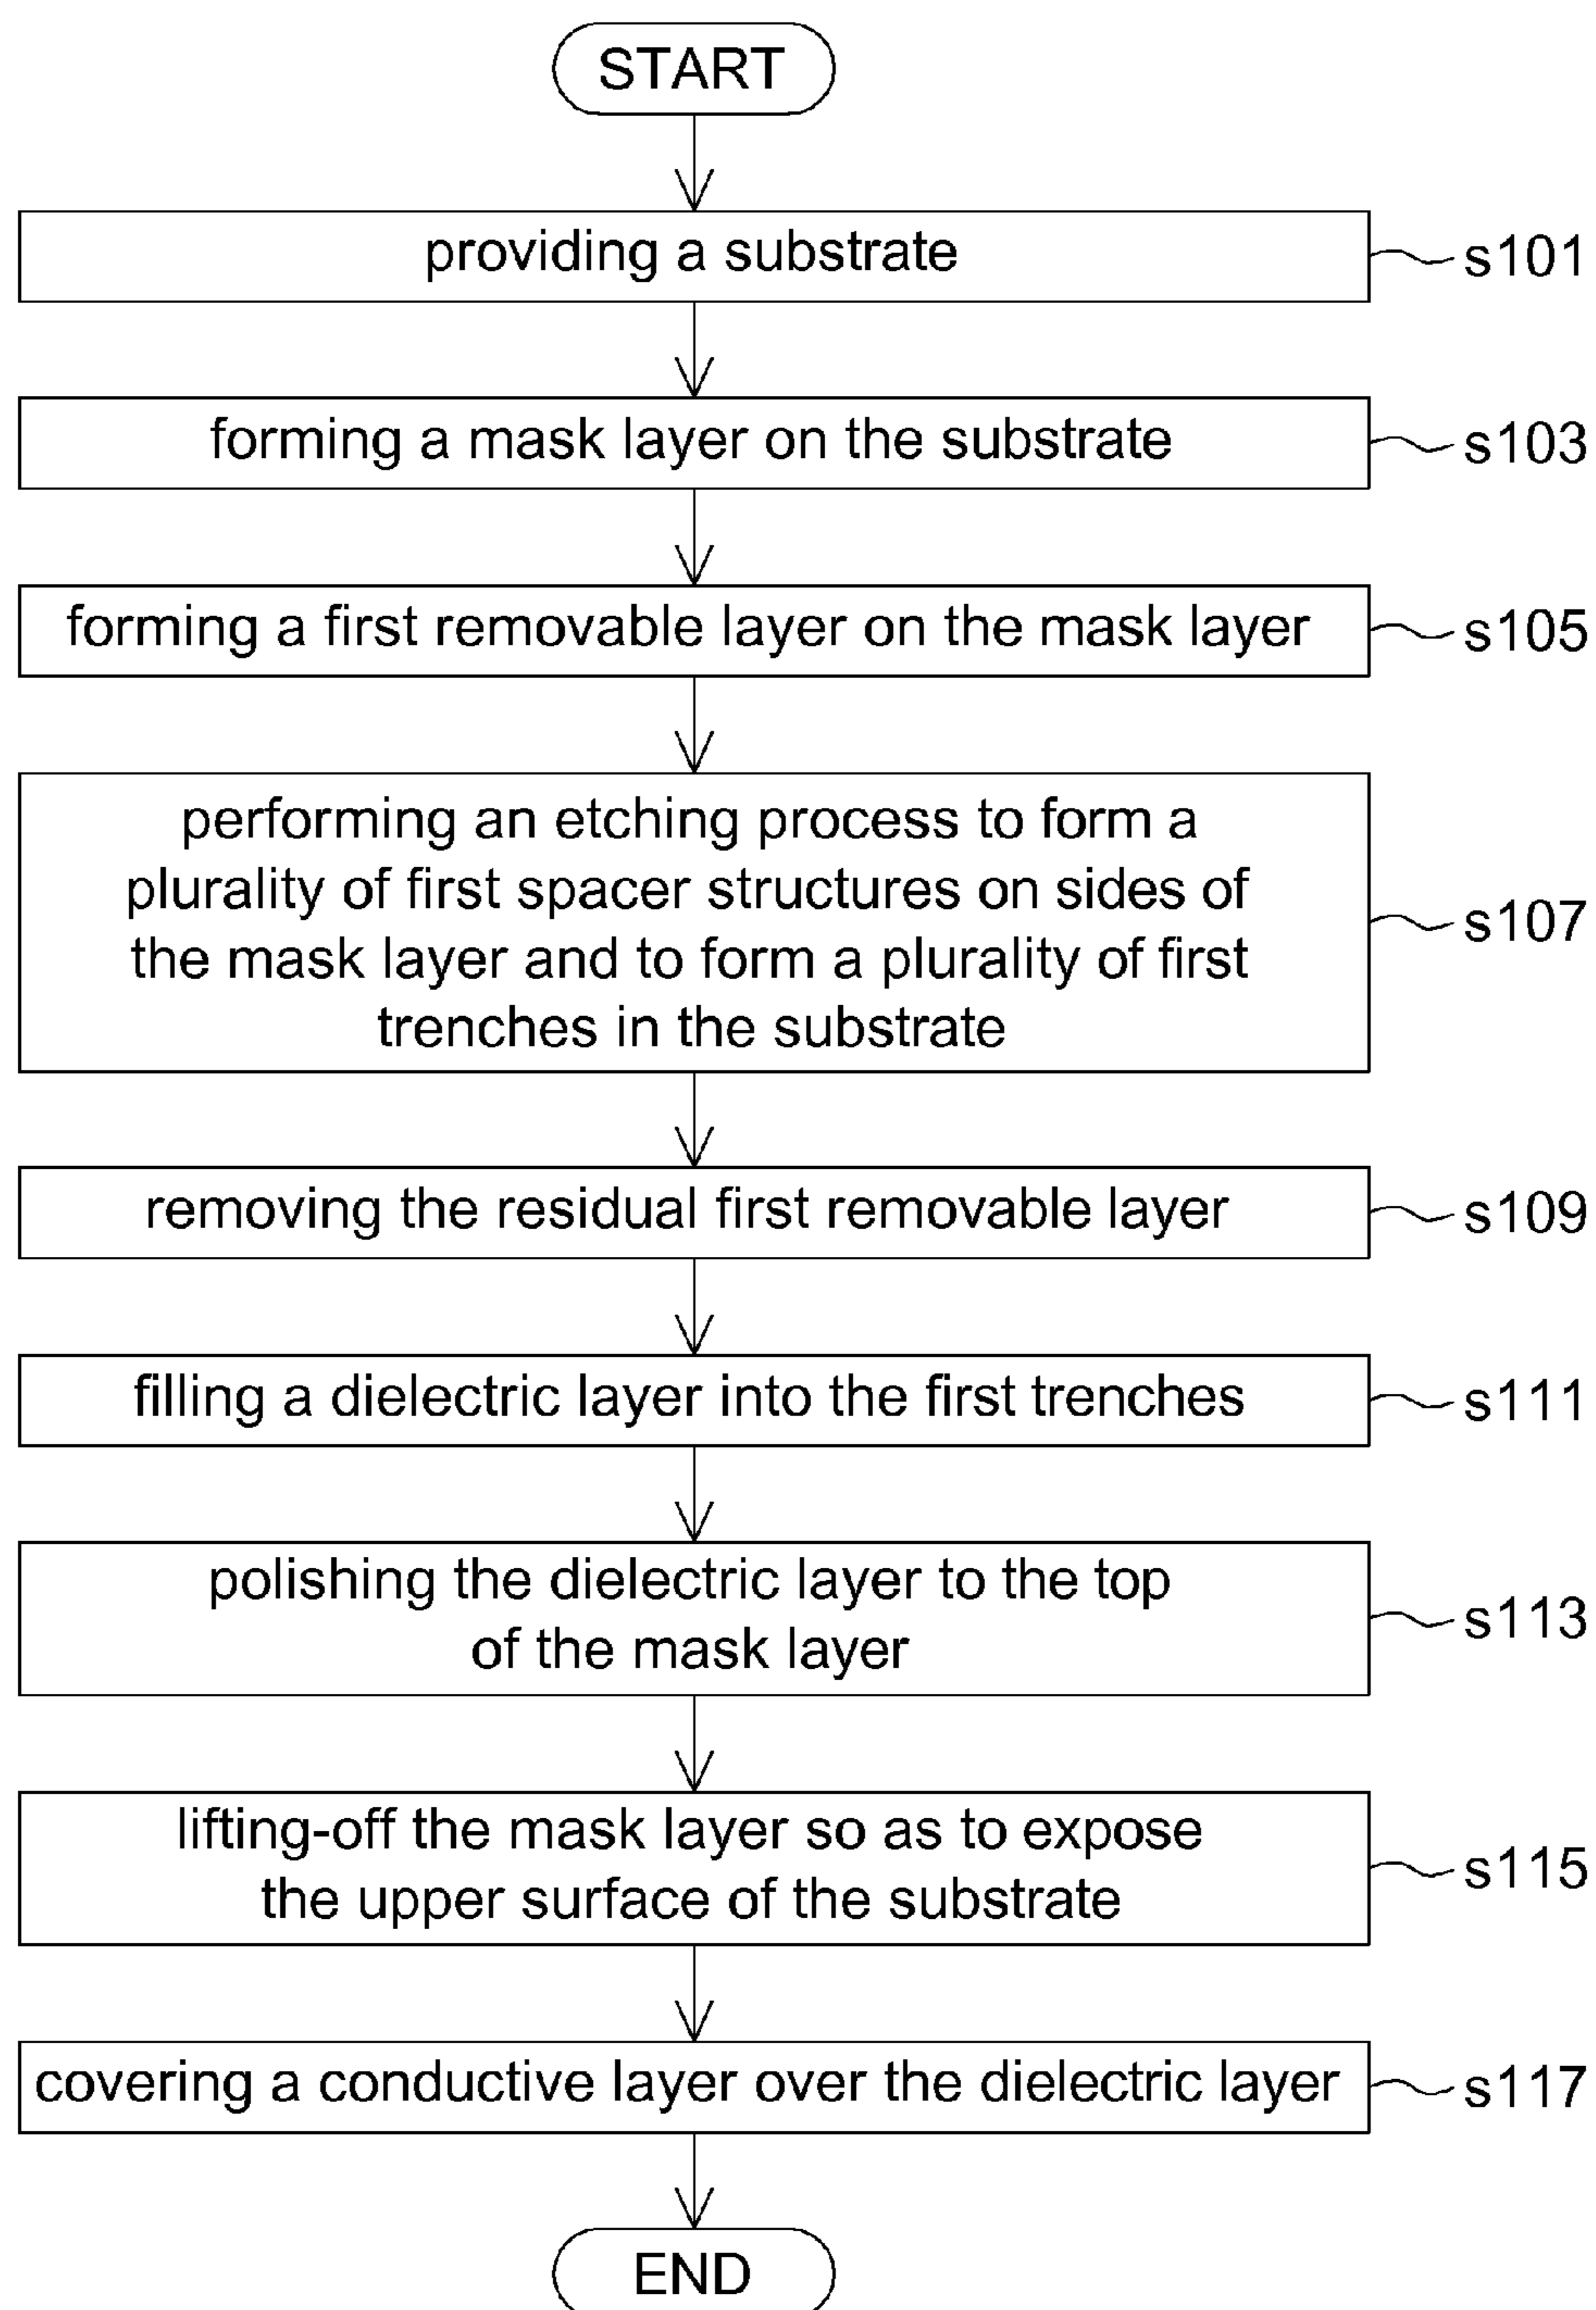 START
providing a substrate
s101
forming a mask layer on the substrate
s103
forming a first removable layer on the mask layer
s105
performing an etching process to form a
plurality of first spacer structures on sides of
the mask layer and to form a plurality of first
trenches in the substrate
s107
removing the residual first removable layer
s109
filling a dielectric layer into the first trenches
s111
polishing the dielectric layer to the top
of the mask layer
s113
lifting-off the mask layer so as to expose
the upper surface of the substrate
s115
covering a conductive layer over the dielectric layer
s117
END